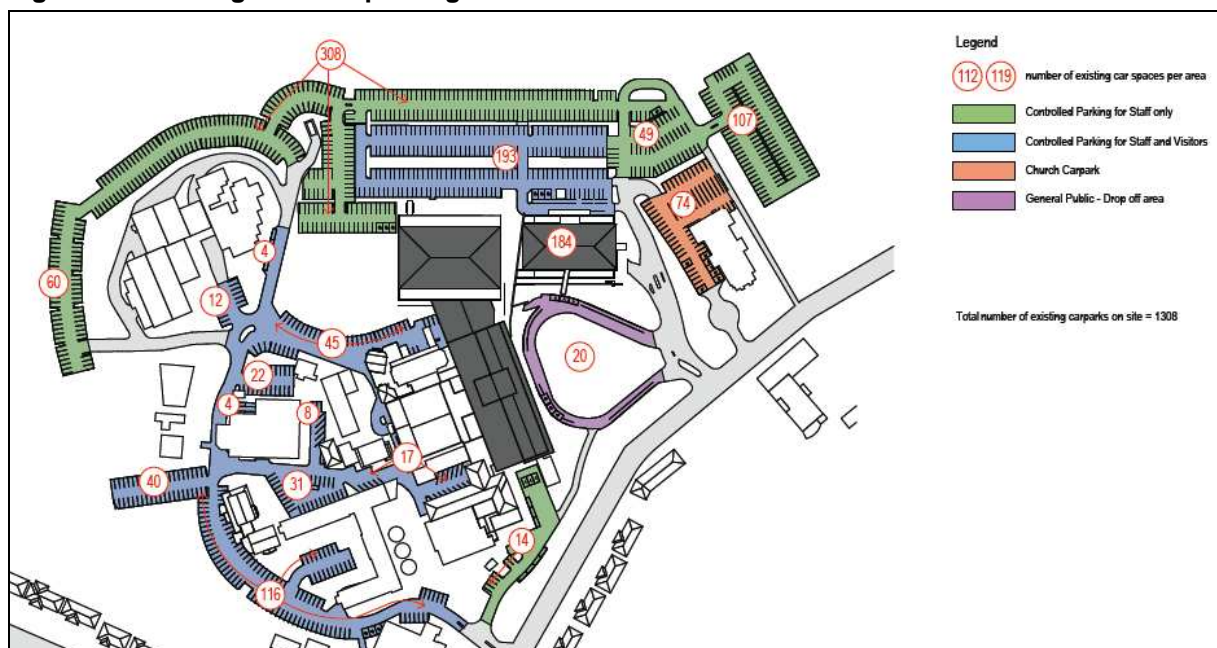 308
49
107
193
74
184
4
60
12
45
20
22
4
8
17
40
31
14
116
Legend
112 119 number of existing car spaces per area
Controlled Parking for Staff only
Controlled Parking for Staff and Visitors
Church Carpark
General Public - Drop off area
Total number of existing carparks on site = 1308